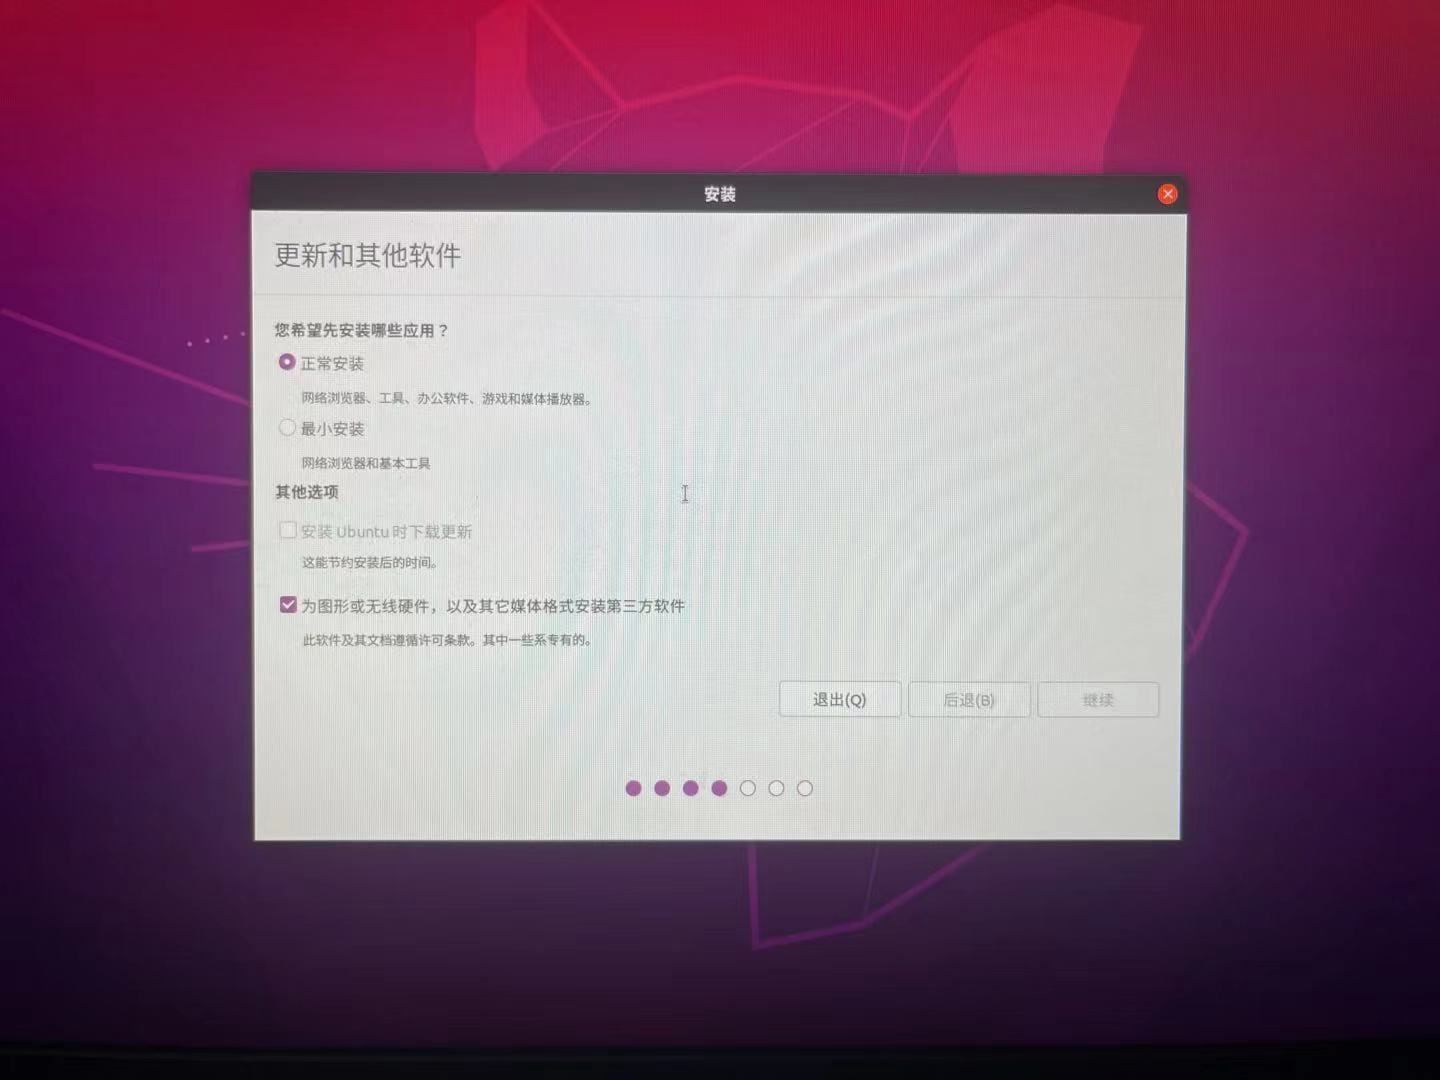 安装
更新和其他软件
您希望先安装哪些应用？
正常安装
网络浏览器、工具、办公软件、游戏和媒体播放器。
最小安装
网络浏览器和基本工具
其他选项
安装 Ubuntu 时下载更新
这能节约安装后的时间。
为图形或无线硬件，以及其它媒体格式安装第三方软件
此软件及其文档遵循许可条款。其中一些系专有的。
退出(Q) 后退(B) 继续